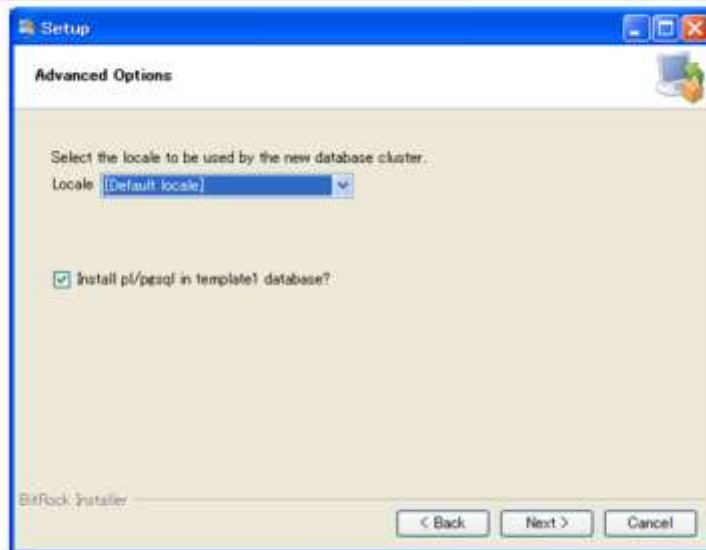 Setup
Advanced Options
Select the locale to be used by the new database cluster.
Locale [Default locale]
Install pl/pgsql in template1 database?
BitRock Installer
< Back Next > Cancel